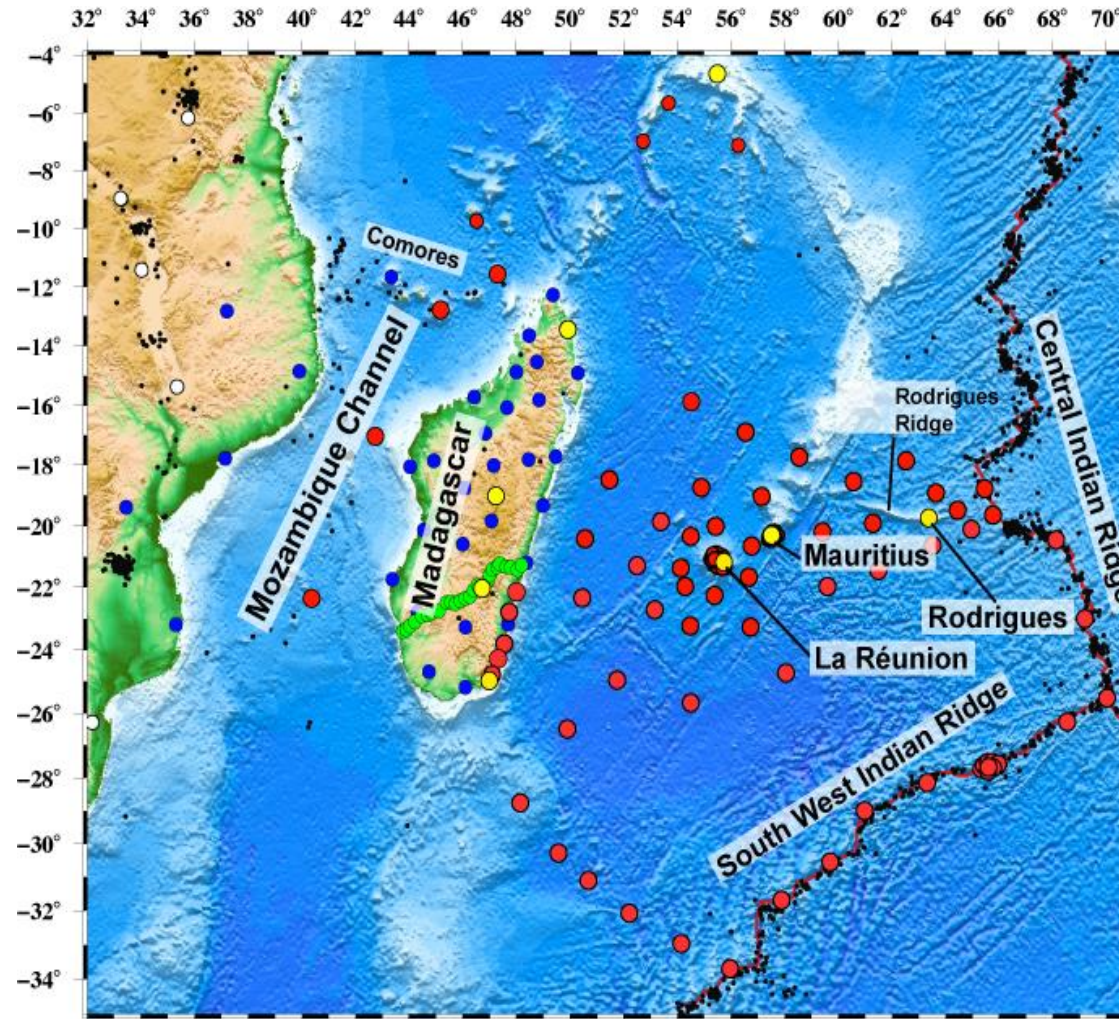 32° 34° 36° 38° 40° 42° 44° 46° 48° 50° 52° 54° 56° 58° 60° 62° 64° 66° 68° 70°
−4°
−6°
−8°
−10°
−12°
−14°
−16°
−18°
−20°
−22°
−24°
−26°
−28°
−30°
−32°
−34°
Comores
Mozambique Channel
Madagascar
Rodrigues
Ridge
Central Indian Ridge
Mauritius
Rodrigues
La Réunion
South West Indian Ridge